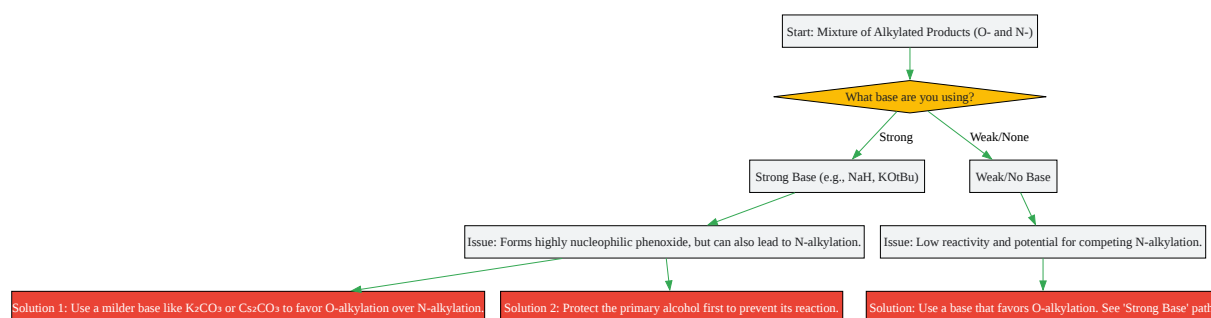 Start: Mixture of Alkylated Products (O- and N-)
What base are you using?
Strong
Weak/None
Strong Base (e.g., NaH, KOtBu)
Weak/No Base
Issue: Forms highly nucleophilic phenoxide, but can also lead to N-alkylation.
Issue: Low reactivity and potential for competing N-alkylation.
Solution 1: Use a milder base like K₂CO₃ or Cs₂CO₃ to favor O-alkylation over N-alkylation.
Solution 2: Protect the primary alcohol first to prevent its reaction.
Solution: Use a base that favors O-alkylation. See 'Strong Base' path